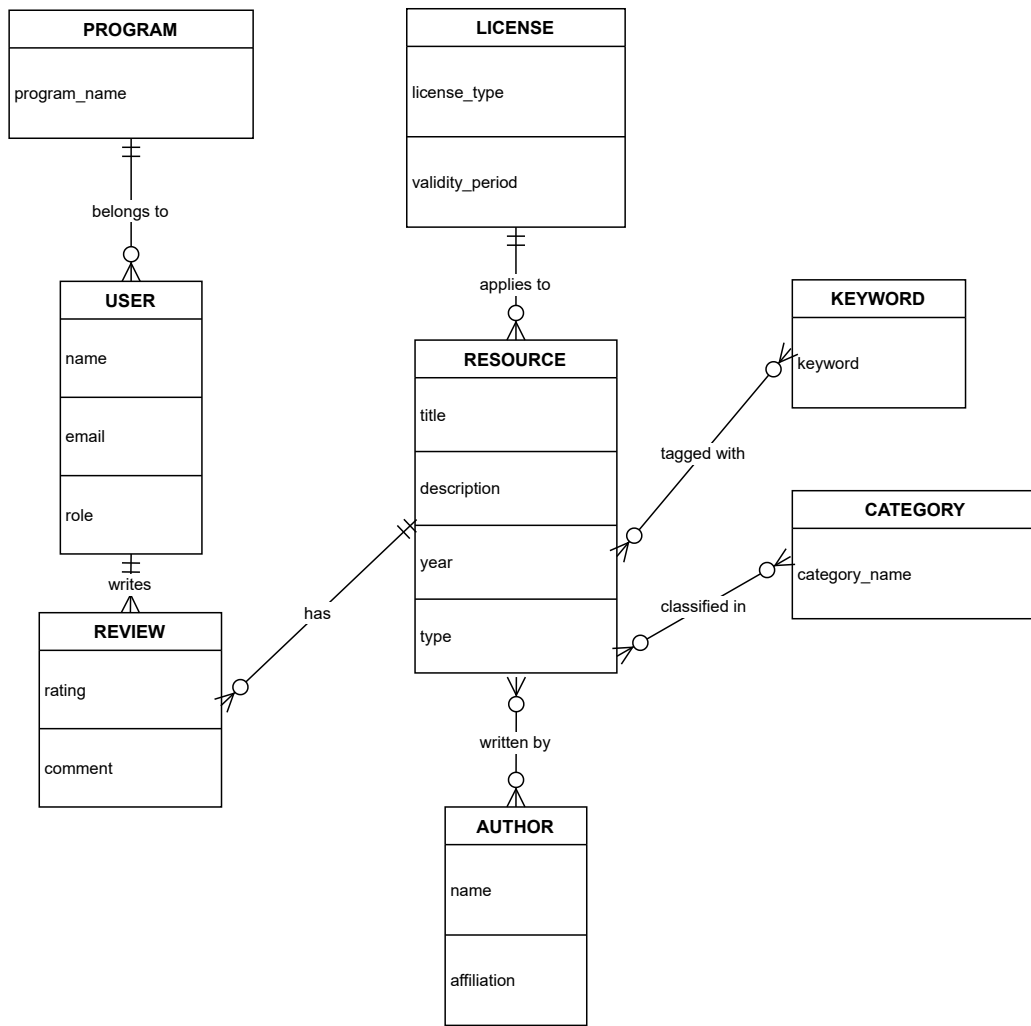 PROGRAM
program_name
belongs to
LICENSE
license_type
validity_period
applies to
USER
name
email
role
writes
REVIEW
rating
comment
has
RESOURCE
title
description
year
type
tagged with
KEYWORD
keyword
classified in
CATEGORY
category_name
written by
AUTHOR
name
affiliation